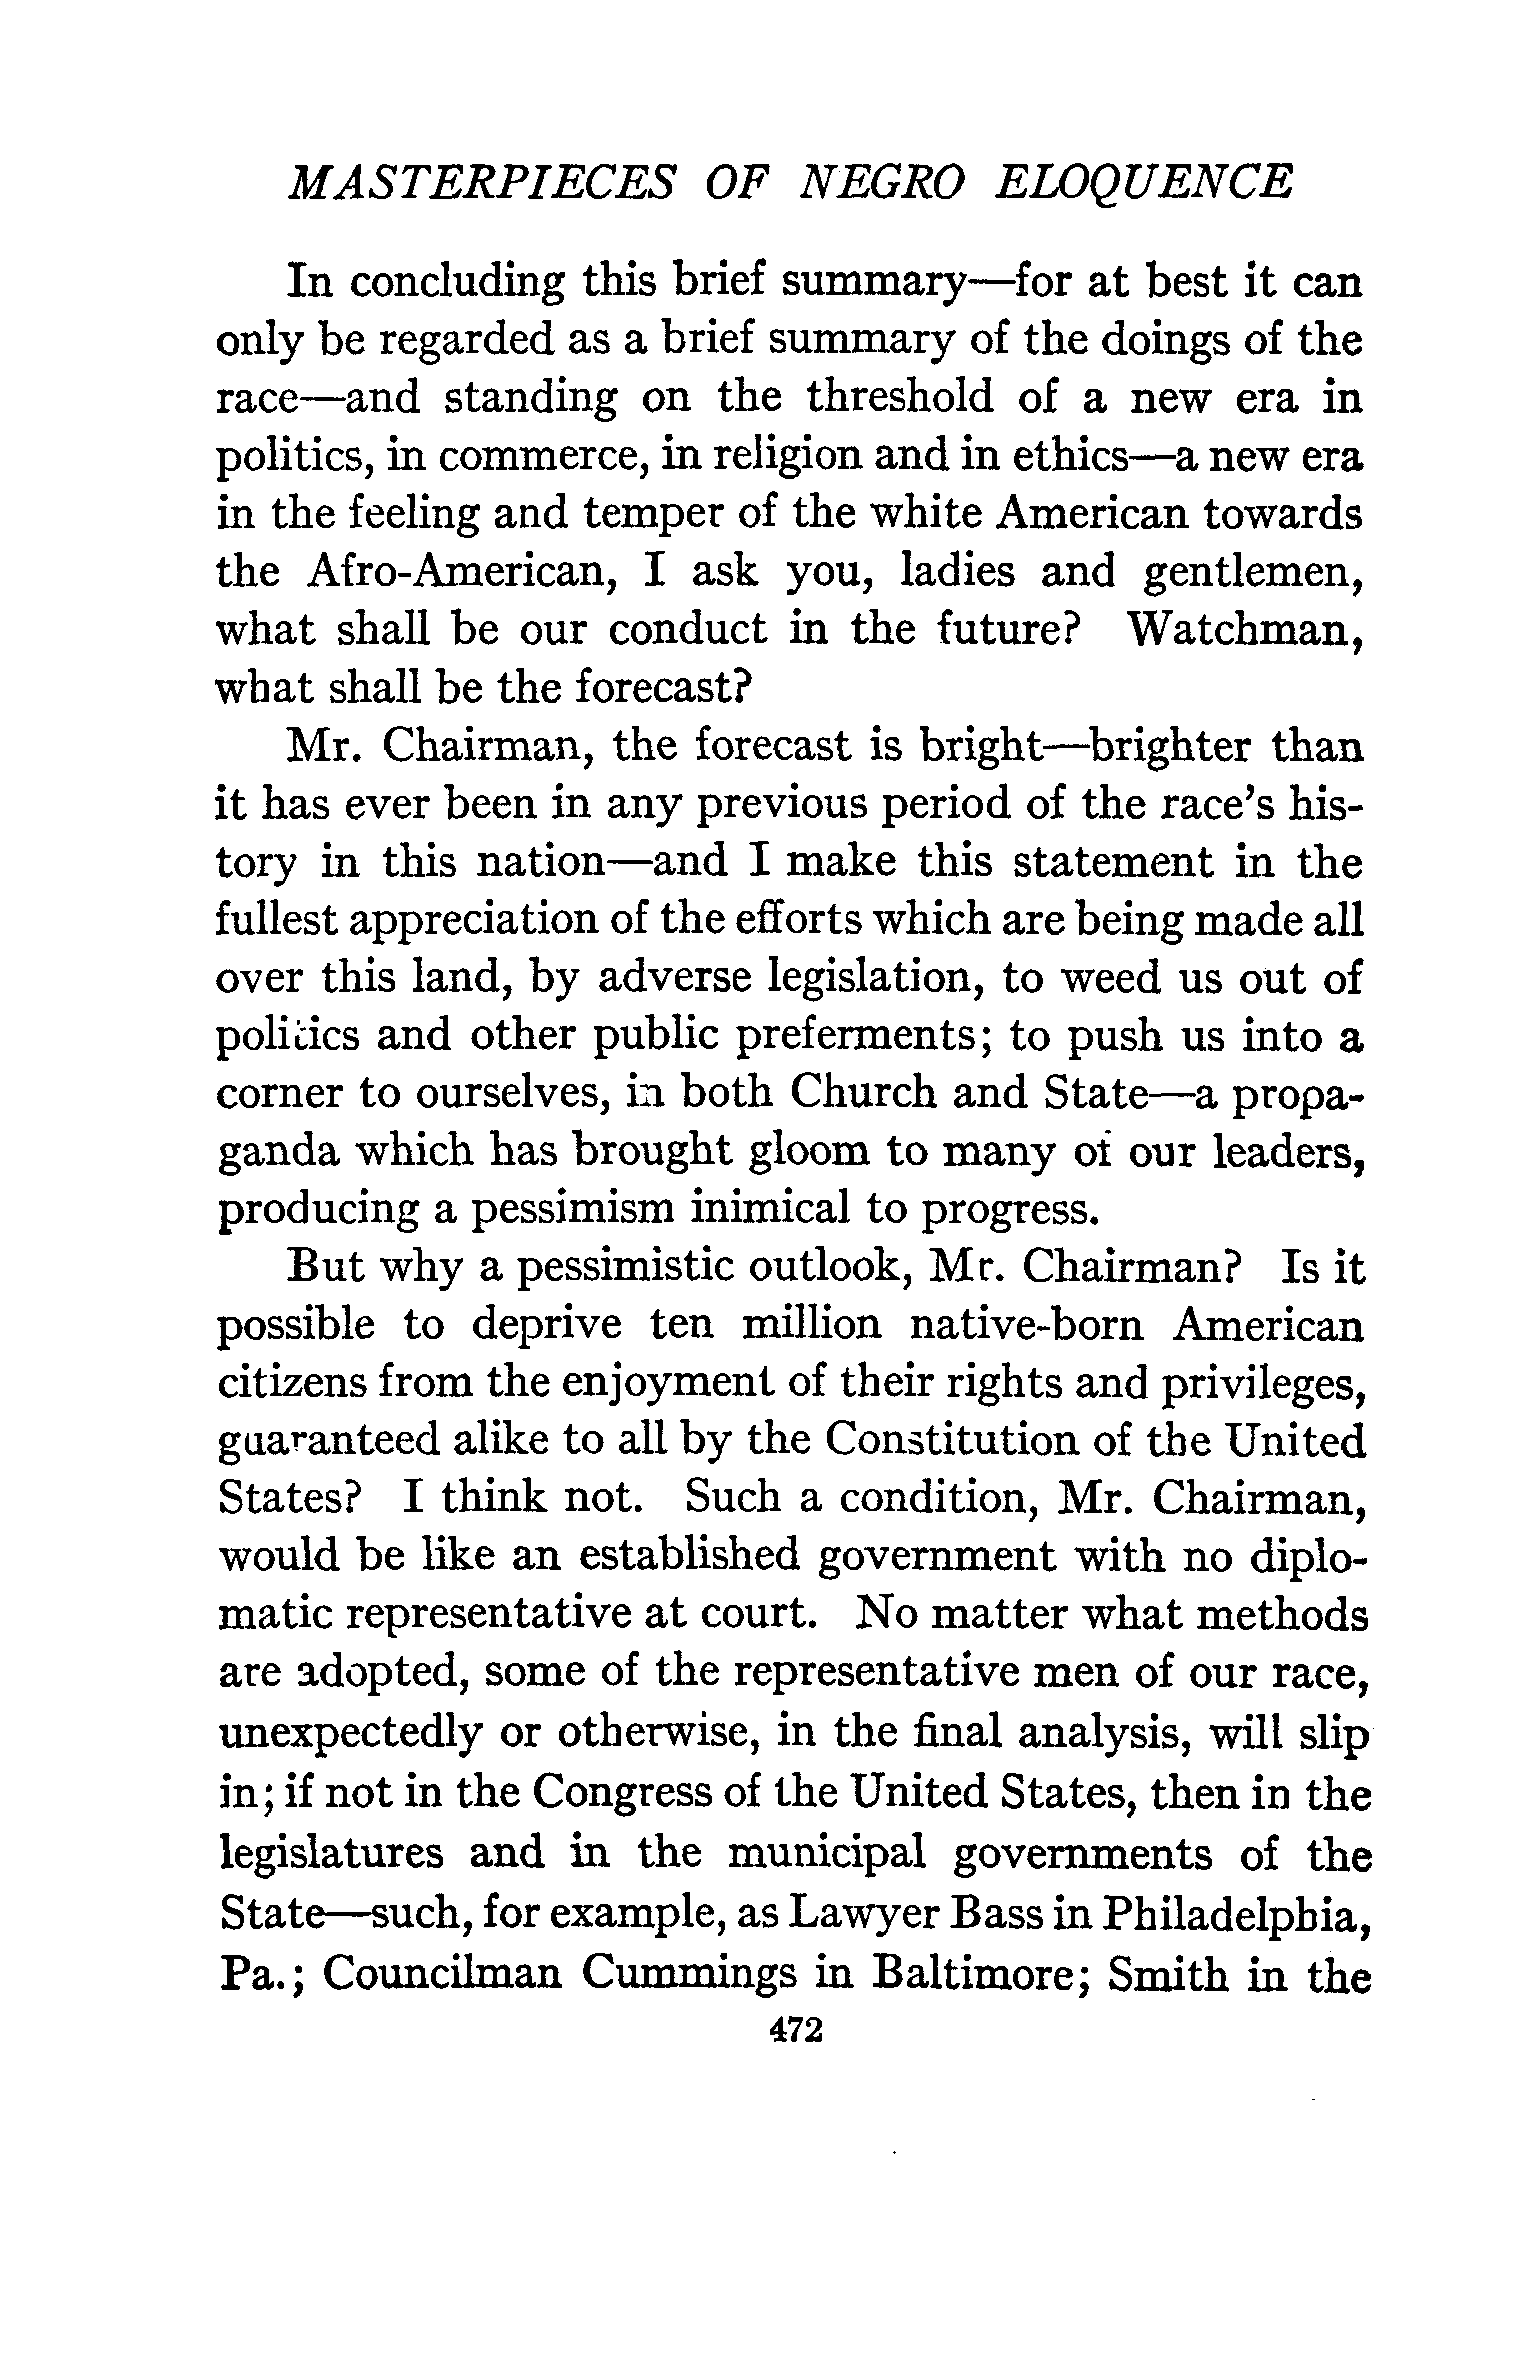 MASTERPIECES OF NEGRO ELOQUENCE
In concluding this brief summary—for at best it can
only be regarded as a brief summary of the doings of the
race—and standing on the threshold of a new era in
politics, in commerce, in religion and in ethics—a new era
in the feeling and temper of the white American towards
the Afro-American, I ask you, ladies and gentlemen,
what shall be our conduct in the future? Watchman,
what shall be the forecast?
Mr. Chairman, the forecast is bright—brighter than
it has ever been in any previous period of the race's his-
tory in this nation—and I make this statement in the
fullest appreciation of the efforts which are being made all
over this land, by adverse legislation, to weed us out of
politics and other public preferments; to push us into a
corner to ourselves, in both Church and State—a propa-
ganda which has brought gloom to many of our leaders,
producing a pessimism inimical to progress.
But why a pessimistic outlook, Mr. Chairman? Is it
possible to deprive ten million native-born American
citizens from the enjoyment of their rights and privileges,
guaranteed alike to all by the Constitution of the United
States? I think not. Such a condition, Mr. Chairman,
would be like an established government with no diplo-
matic representative at court. No matter what methods
are adopted, some of the representative men of our race,
unexpectedly or otherwise, in the final analysis, will slip
in; if not in the Congress of the United States, then in the
legislatures and in the municipal governments of the
State—such, for example, as Lawyer Bass in Philadelphia,
Pa.; Councilman Cummings in Baltimore; Smith in the
472